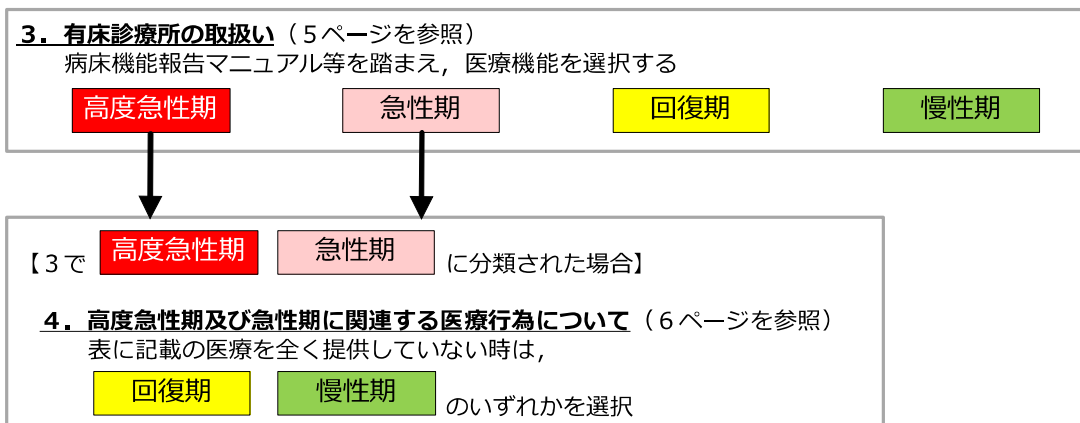 3．有床診療所の取扱い（5ページを参照）
病床機能報告マニュアル等を踏まえ，医療機能を選択する
高度急性期 急性期 回復期 慢性期
【3で 高度急性期 急性期 に分類された場合】
4．高度急性期及び急性期に関連する医療行為について（6ページを参照）
表に記載の医療を全く提供していない時は，
回復期 慢性期 のいずれかを選択